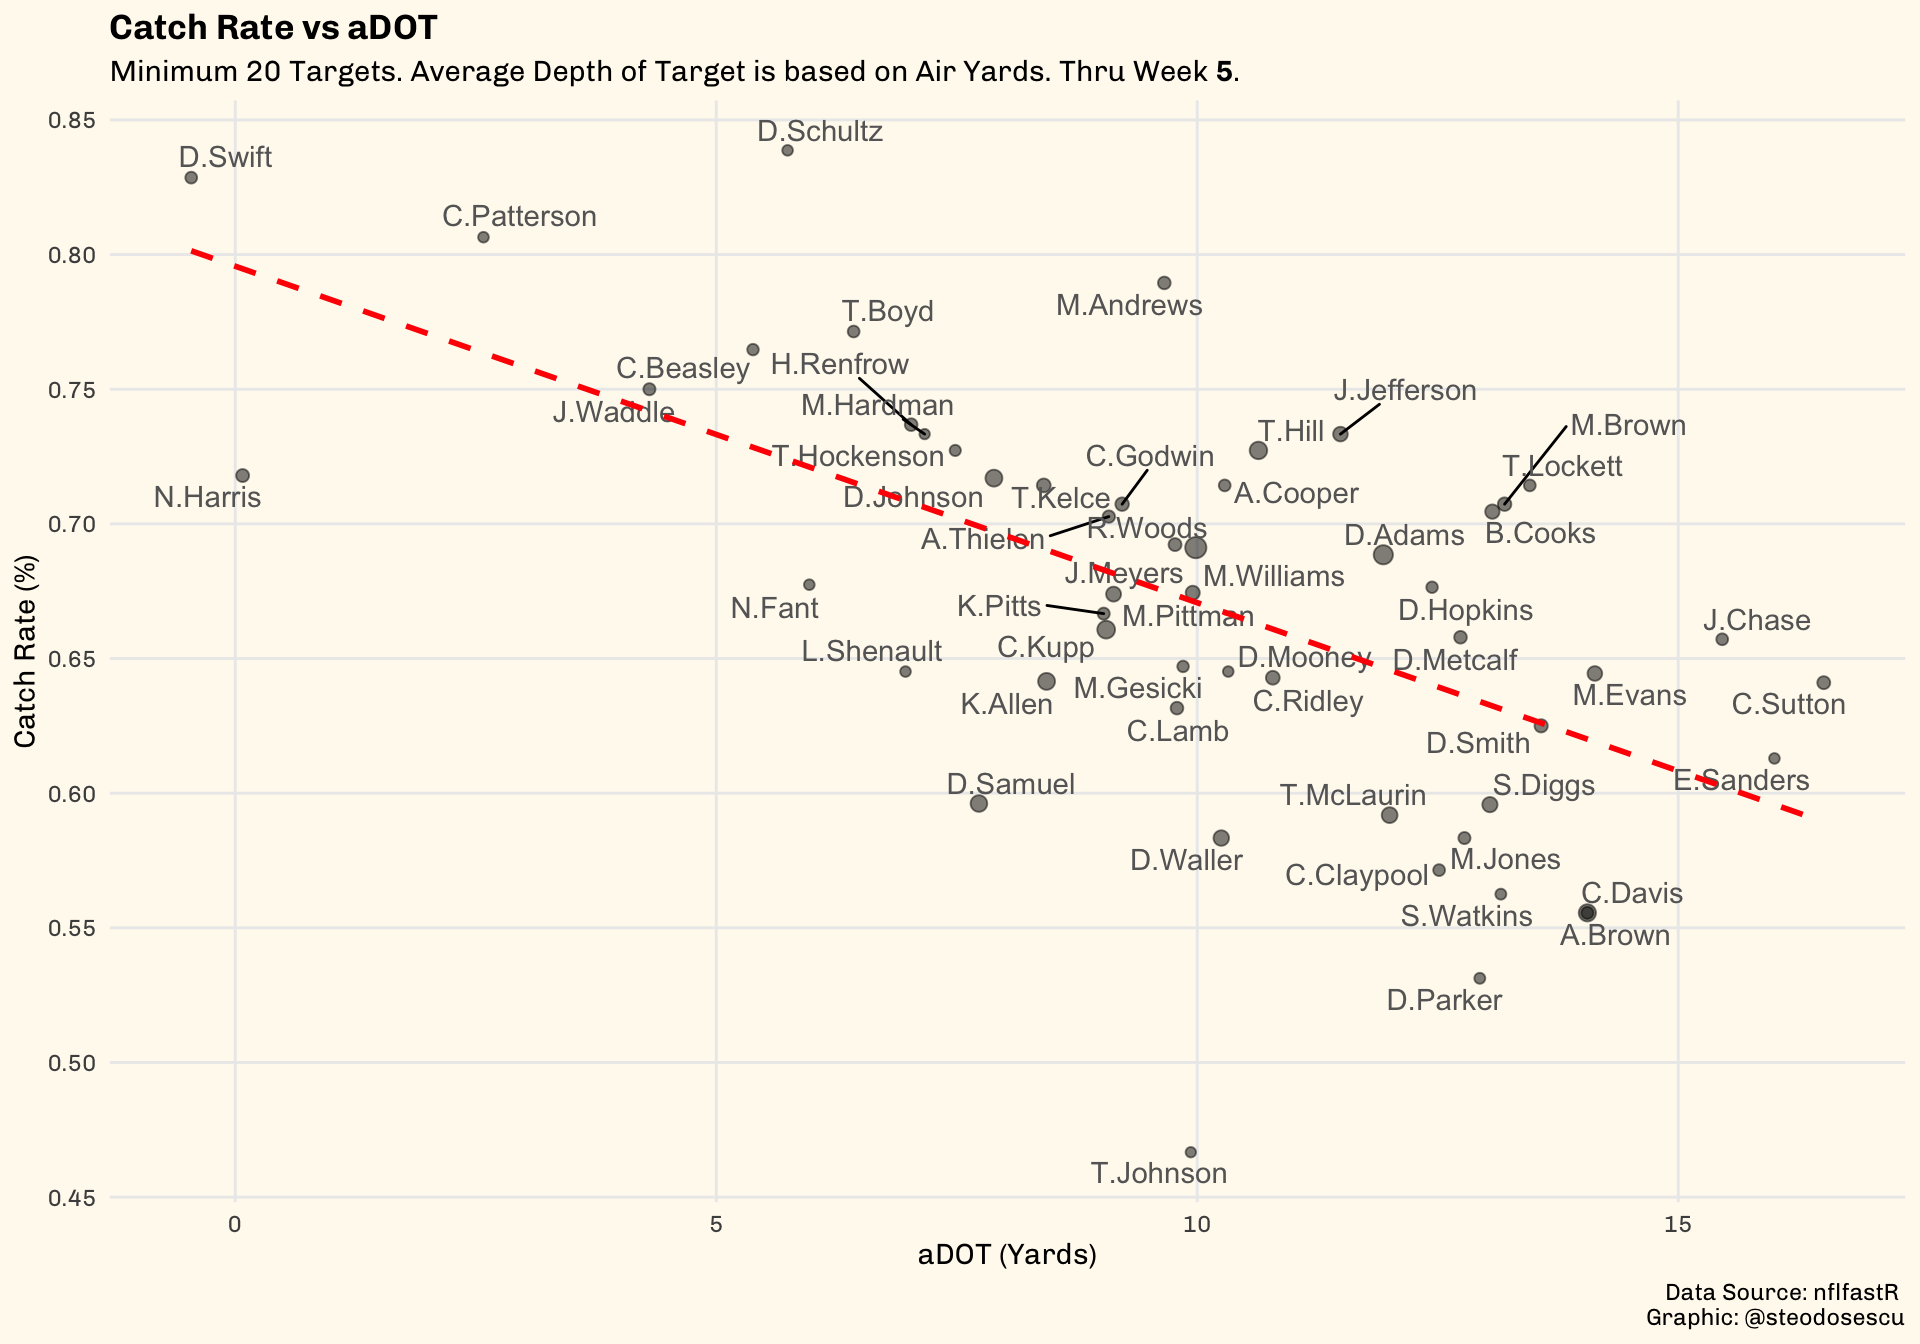 Catch Rate vs aDOT
Minimum 20 Targets. Average Depth of Target is based on Air Yards. Thru Week 5.
Catch Rate (%)
0.85
0.80
0.75
0.70
0.65
0.60
0.55
0.50
0.45
D.Schultz
D.Swift
C.Patterson
M.Andrews
T.Boyd
H.Renfrow
C.Beasley
J.Jefferson
M.Hardman
J.Waddle
M.Brown
T.Hill
T.Hockenson
C.Godwin
T.Lockett
A.Cooper
N.Harris
D.Johnson
T.Kelce
R.Woods
B.Cooks
D.Adams
A.Thielen
J.Meyers
M.Williams
K.Pitts
N.Fant
D.Hopkins
M.Pittman
J.Chase
C.Kupp
L.Shenault
D.Mooney
D.Metcalf
M.Gesicki
M.Evans
K.Allen
C.Ridley
C.Sutton
C.Lamb
D.Smith
E.Sanders
D.Samuel
S.Diggs
T.McLaurin
D.Waller
M.Jones
C.Claypool
C.Davis
S.Watkins
A.Brown
D.Parker
T.Johnson
0
5
10
15
aDOT (Yards)
Data Source: nflfastR
Graphic: @steodosescu